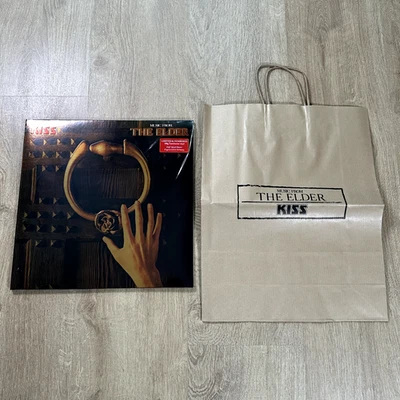 KISS
MUSIC FROM
THE ELDER
MUSIC FROM
THE ELDER
KISS